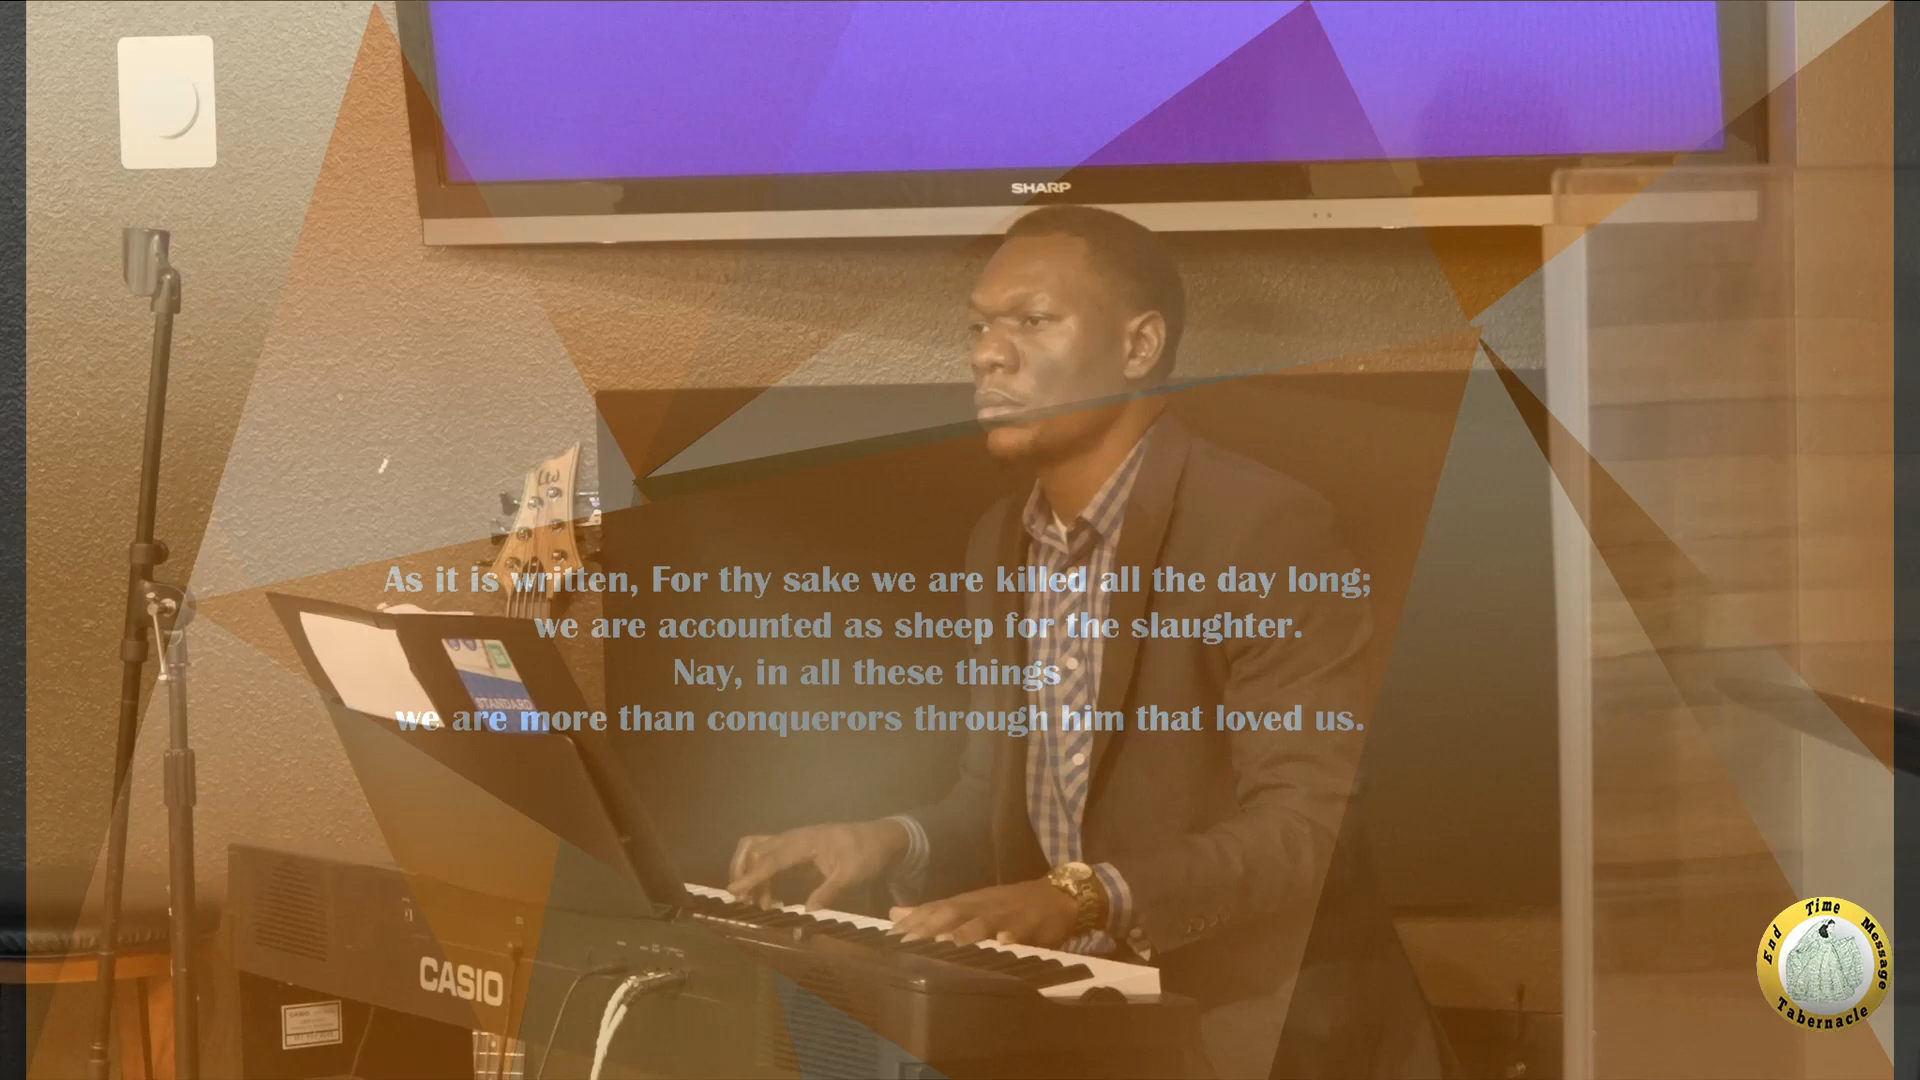 SHARP
Ltd
As it is written, For thy sake we are killed all the day long;
we are accounted as sheep for the slaughter.
Nay, in all these things
we are more than conquerors through him that loved us.
STANDARD
CASIO
End Time Message Tabernacle